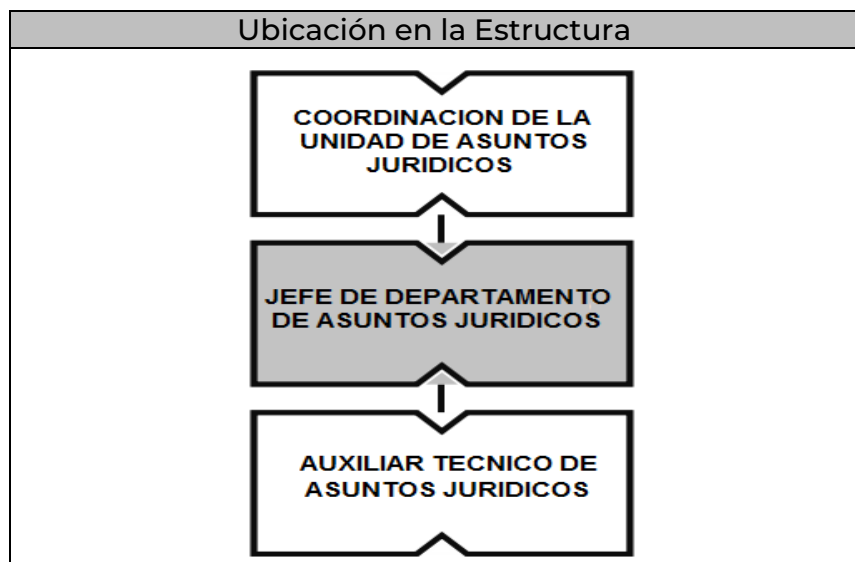 Ubicación en la Estructura
COORDINACION DE LA
UNIDAD DE ASUNTOS
JURIDICOS
JEFE DE DEPARTAMENTO
DE ASUNTOS JURIDICOS
AUXILIAR TECNICO DE
ASUNTOS JURIDICOS